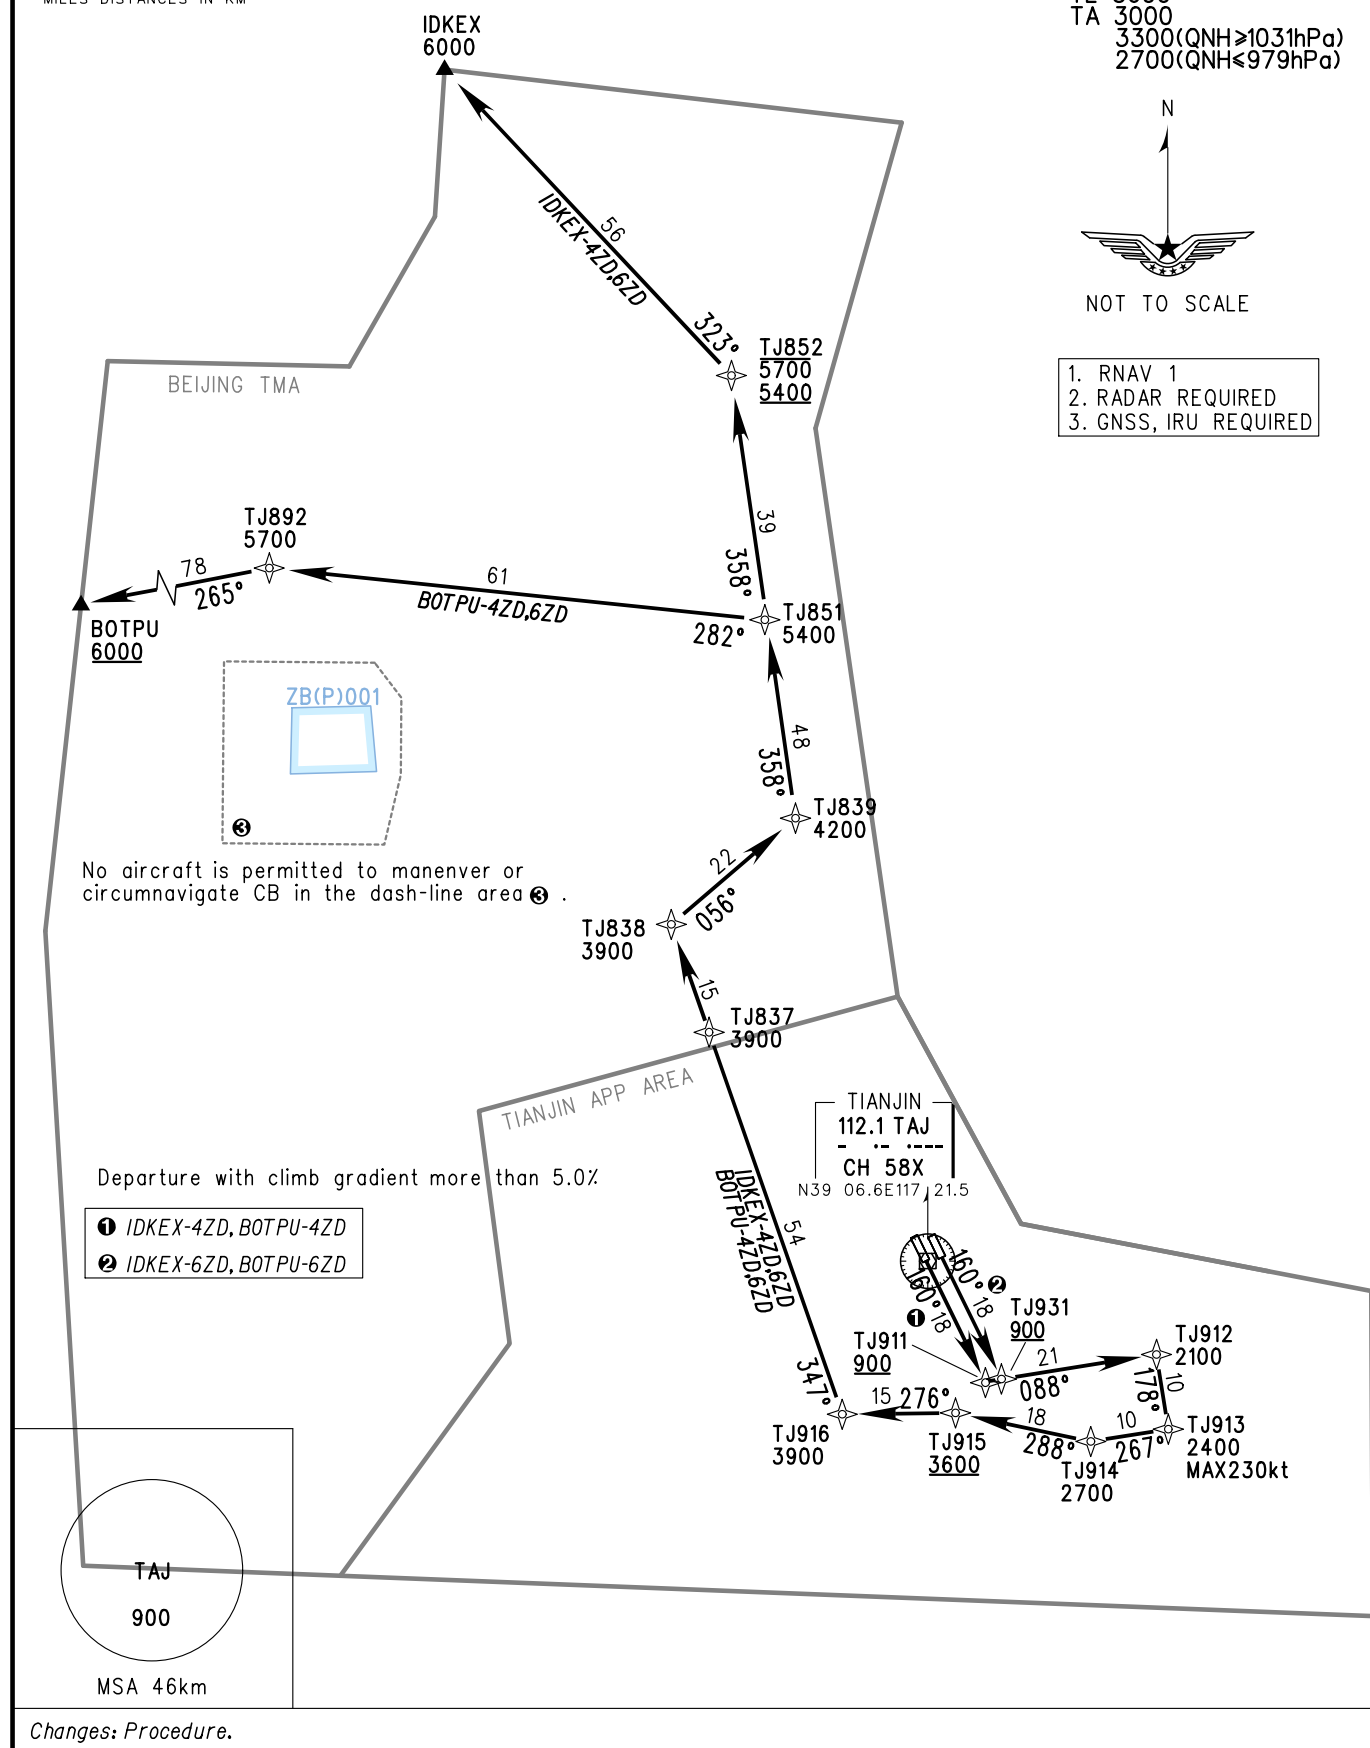 TA 3000
3300(QNH≥1031hPa)
2700(QNH≤979hPa)
IDKEX
6000
N
NOT TO SCALE
1. RNAV 1
2. RADAR REQUIRED
3. GNSS, IRU REQUIRED
56
IDKEX-4ZD,6ZD
323°
TJ852
5700
5400
BEIJING TMA
39
358°
TJ892
5700
78
265°
61
BOTPU-4ZD,6ZD
282°
TJ851
5400
BOTPU
6000
ZB(P)001
❸
48
358°
TJ839
4200
No aircraft is permitted to manenver or
circumnavigate CB in the dash-line area ❸ .
22
056°
TJ838
3900
15
TJ837
3900
TIANJIN APP AREA
TIANJIN
112.1 TAJ
- ·- ·---
CH 58X
N39 06.6E117 21.5
Departure with climb gradient more than 5.0%
❶ IDKEX-4ZD, BOTPU-4ZD
❷ IDKEX-6ZD, BOTPU-6ZD
54
IDKEX-4ZD,6ZD
BOTPU-4ZD,6ZD
347°
160°
18
❷
160°
18
❶
TJ931
900
TJ911
900
21
088°
TJ912
2100
10
178°
TJ913
2400
MAX230kt
10
267°
TJ914
2700
18
288°
TJ915
3600
15
276°
TJ916
3900
TAJ
900
MSA 46km
Changes: Procedure.